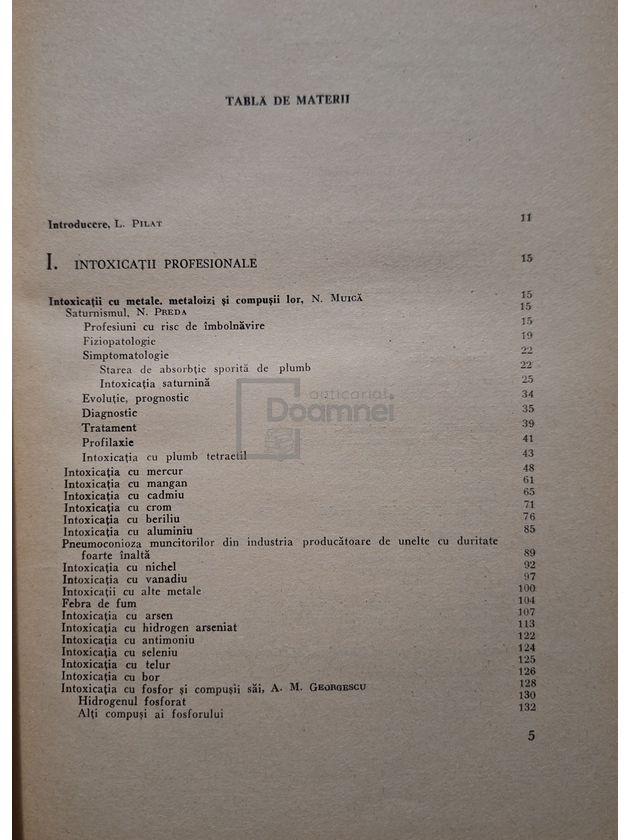 TABLĂ DE MATERII
Introducere, L. PILAT 11
I. INTOXICAȚII PROFESIONALE 15
Intoxicații cu metale. metaloizi și compușii lor, N. MUICĂ 15
Saturnismul, N. PREDA 15
Profesiuni cu risc de îmbolnăvire 15
Fiziopatologie 19
Simptomatologie 22
Starea de absorbție sporită de plumb 22
Intoxicația saturnină 25
Evoluție, prognostic 34
Diagnostic 35
Tratament 39
Profilaxie 41
Intoxicația cu plumb tetraetil 43
Intoxicația cu mercur 48
Intoxicația cu mangan 61
Intoxicația cu cadmiu 65
Intoxicația cu crom 71
Intoxicația cu beriliu 76
Intoxicația cu aluminiu 85
Pneumoconioza muncitorilor din industria producătoare de unelte cu duritate
foarte înaltă 89
Intoxicația cu nichel 92
Intoxicația cu vanadiu 97
Intoxicații cu alte metale 100
Febra de fum 104
Intoxicația cu arsen 107
Intoxicația cu hidrogen arseniat 113
Intoxicația cu antimoniu 122
Intoxicația cu seleniu 124
Intoxicația cu telur 125
Intoxicația cu bor 126
Intoxicația cu fosfor și compușii săi, A. M. GEORGESCU 128
Hidrogenul fosforat 130
Alți compuși ai fosforului 132
5
anticariat
Doamnei